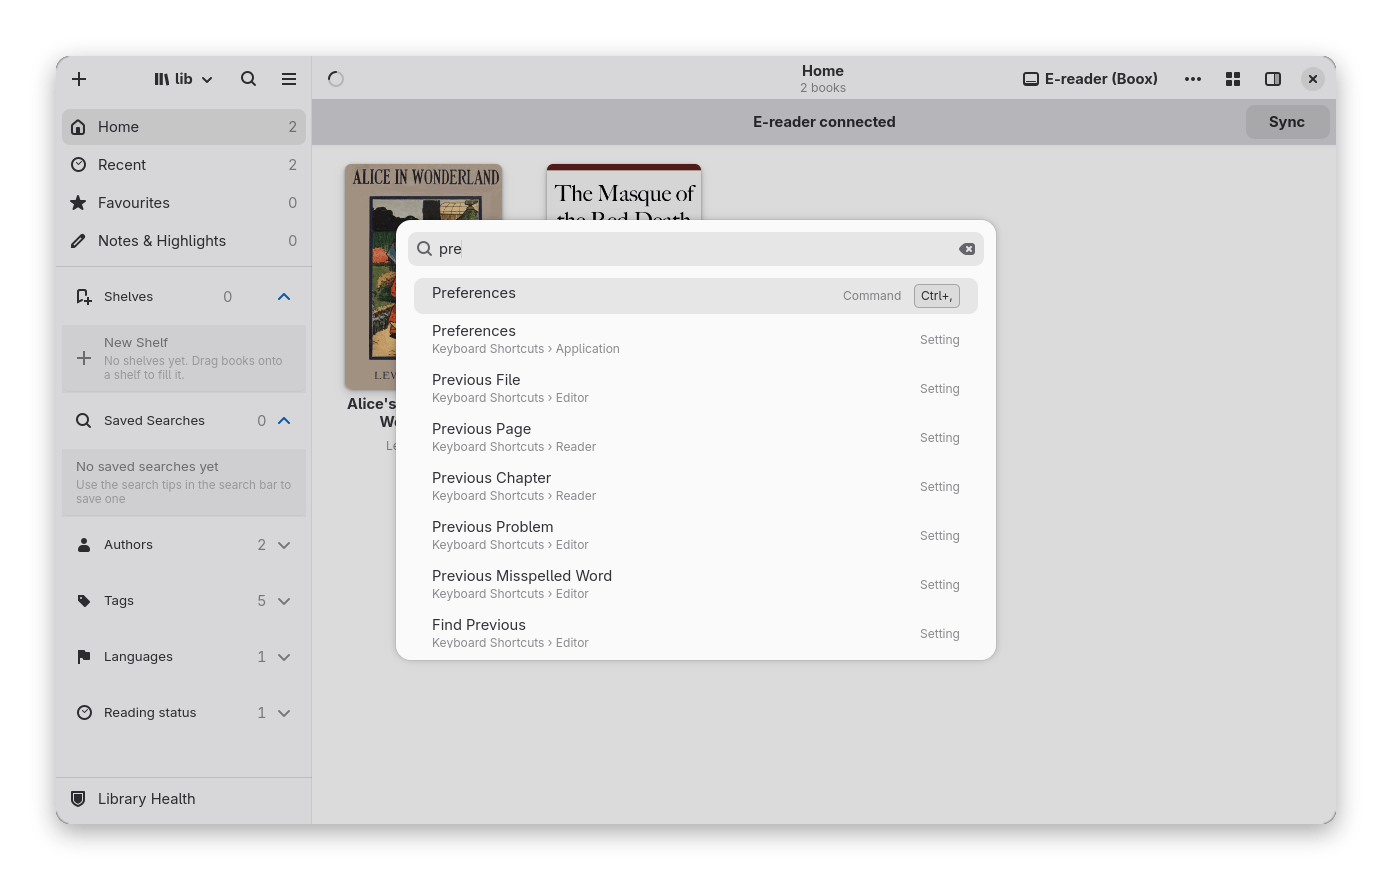 lib
Home
2 books
E-reader (Boox)
E-reader connected
Sync
Home 2
Recent 2
Favourites 0
Notes & Highlights 0
Shelves 0
New Shelf
No shelves yet. Drag books onto
a shelf to fill it.
Saved Searches 0
No saved searches yet
Use the search tips in the search bar to
save one
Authors 2
Tags 5
Languages 1
Reading status 1
Library Health
ALICE IN WONDERLAND
The Masque of
the Red Death
Alice's
pre
Preferences Command Ctrl+,
Preferences
Keyboard Shortcuts › Application Setting
Previous File
Keyboard Shortcuts › Editor Setting
Previous Page
Keyboard Shortcuts › Reader Setting
Previous Chapter
Keyboard Shortcuts › Reader Setting
Previous Problem
Keyboard Shortcuts › Editor Setting
Previous Misspelled Word
Keyboard Shortcuts › Editor Setting
Find Previous
Keyboard Shortcuts › Editor Setting